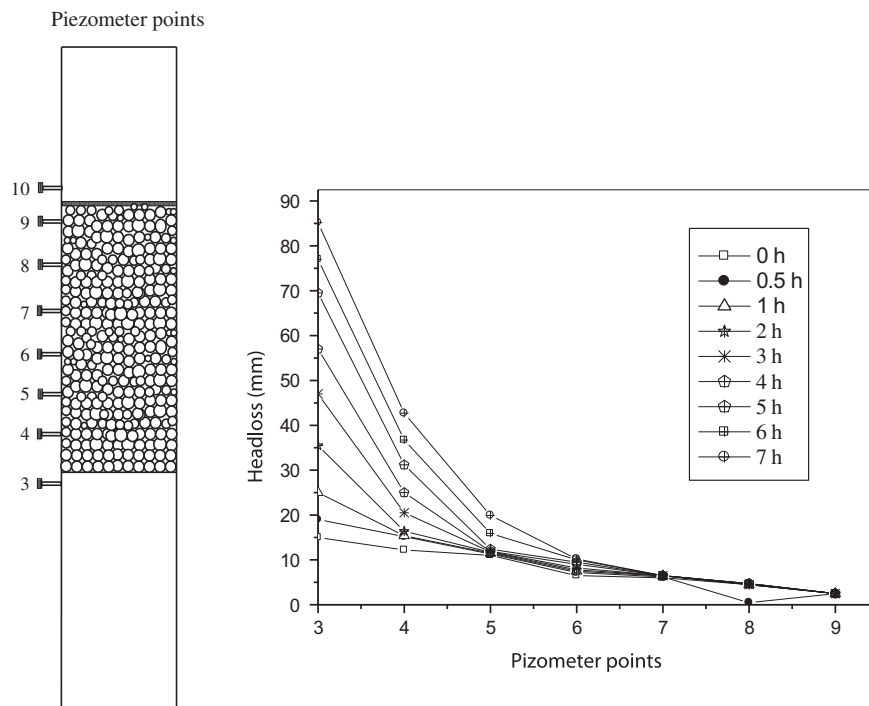 Piezometer points
10
9
8
7
6
5
4
3
90
80
70
60
50
40
30
20
10
0
Headloss (mm)
3 4 5 6 7 8 9
Pizometer points
0 h
0.5 h
1 h
2 h
3 h
4 h
5 h
6 h
7 h